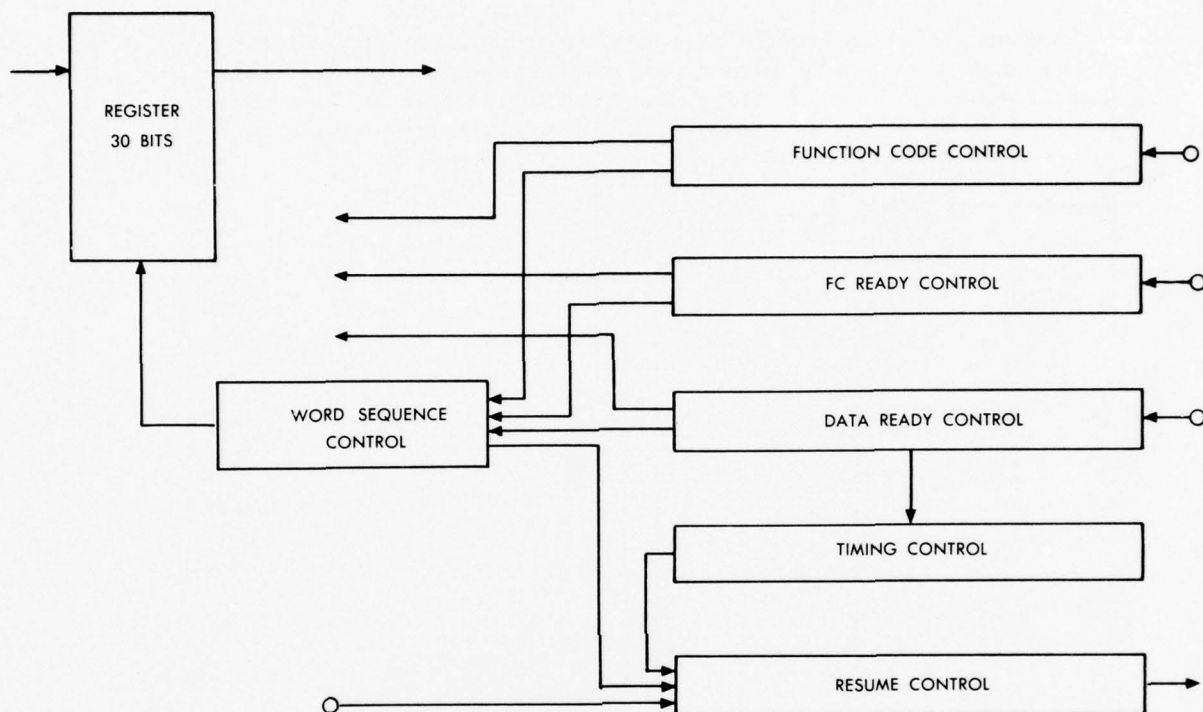 REGISTER
30 BITS
FUNCTION CODE CONTROL
FC READY CONTROL
DATA READY CONTROL
WORD SEQUENCE
CONTROL
TIMING CONTROL
RESUME CONTROL